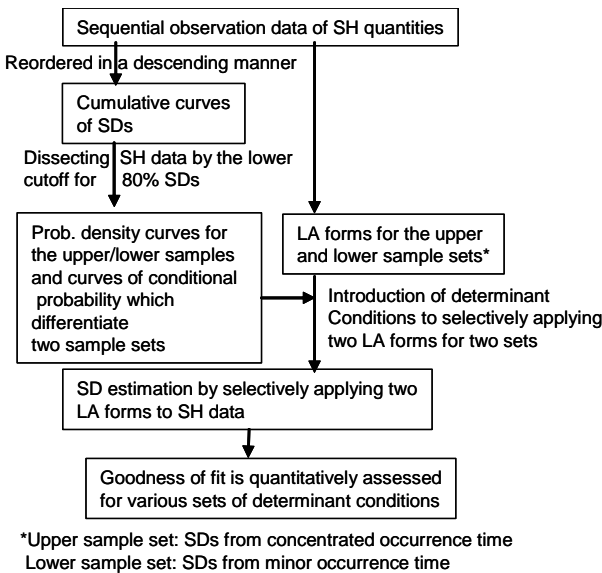 Sequential observation data of SH quantities
Reordered in a descending manner
Cumulative curves
of SDs
Dissecting SH data by the lower
cutoff for 80% SDs
Prob. density curves for
the upper/lower samples
and curves of conditional
probability which
differentiate
two sample sets
LA forms for the upper
and lower sample sets*
Introduction of determinant
Conditions to selectively applying
two LA forms for two sets
SD estimation by selectively applying two
LA forms to SH data
Goodness of fit is quantitatively assessed
for various sets of determinant conditions
*Upper sample set: SDs from concentrated occurrence time
Lower sample set: SDs from minor occurrence time